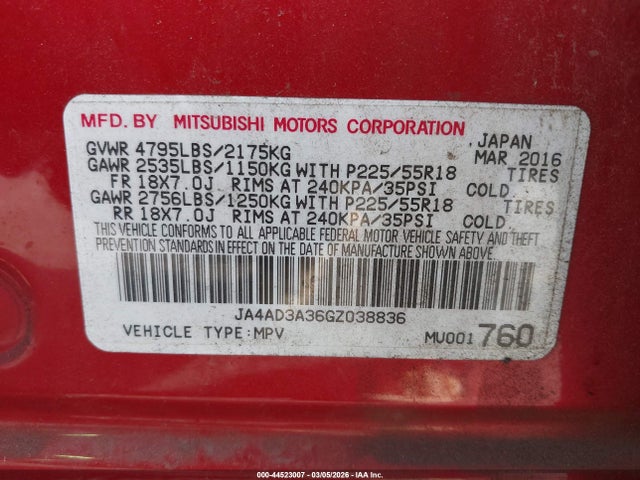 MFD. BY MITSUBISHI MOTORS CORPORATION
JAPAN
GVWR 4795LBS/2175KG MAR 2016
GAWR 2535LBS/1150KG WITH P225/55R18 TIRES
FR 18X7.0J RIMS AT 240KPA/35PSI COLD
GAWR 2756LBS/1250KG WITH P225/55R18 TIRES
RR 18X7.0J RIMS AT 240KPA/35PSI COLD
THIS VEHICLE CONFORMS TO ALL APPLICABLE FEDERAL MOTOR VEHICLE SAFETY AND THEFT
PREVENTION STANDARDS IN EFFECT ON THE DATE OF MANUFACTURE SHOWN ABOVE.
JA4AD3A36GZ038836
VEHICLE TYPE:MPV MU001760
000-44523007 - 03/05/2026 - IAA Inc.